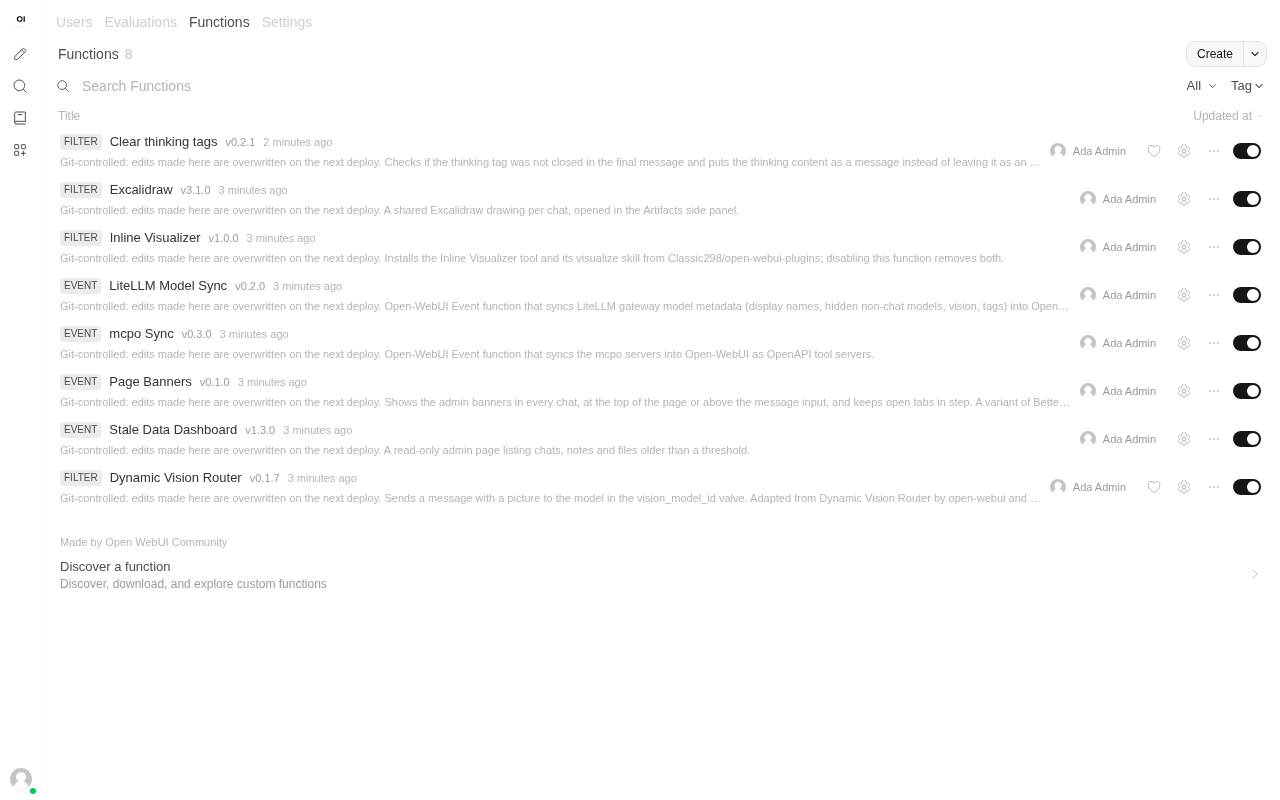 OI
Users Evaluations Functions Settings
Functions 8
Create
Search Functions
All Tag
Title Updated at
FILTER Clear thinking tags v0.2.1 2 minutes ago
Git-controlled: edits made here are overwritten on the next deploy. Checks if the thinking tag was not closed in the final message and puts the thinking content as a message instead of leaving it as an …
Ada Admin
FILTER Excalidraw v3.1.0 3 minutes ago
Git-controlled: edits made here are overwritten on the next deploy. A shared Excalidraw drawing per chat, opened in the Artifacts side panel.
Ada Admin
FILTER Inline Visualizer v1.0.0 3 minutes ago
Git-controlled: edits made here are overwritten on the next deploy. Installs the Inline Visualizer tool and its visualize skill from Classic298/open-webui-plugins; disabling this function removes both.
Ada Admin
EVENT LiteLLM Model Sync v0.2.0 3 minutes ago
Git-controlled: edits made here are overwritten on the next deploy. Open-WebUI Event function that syncs LiteLLM gateway model metadata (display names, hidden non-chat models, vision, tags) into Open…
Ada Admin
EVENT mcpo Sync v0.3.0 3 minutes ago
Git-controlled: edits made here are overwritten on the next deploy. Open-WebUI Event function that syncs the mcpo servers into Open-WebUI as OpenAPI tool servers.
Ada Admin
EVENT Page Banners v0.1.0 3 minutes ago
Git-controlled: edits made here are overwritten on the next deploy. Shows the admin banners in every chat, at the top of the page or above the message input, and keeps open tabs in step. A variant of Bette…
Ada Admin
EVENT Stale Data Dashboard v1.3.0 3 minutes ago
Git-controlled: edits made here are overwritten on the next deploy. A read-only admin page listing chats, notes and files older than a threshold.
Ada Admin
FILTER Dynamic Vision Router v0.1.7 3 minutes ago
Git-controlled: edits made here are overwritten on the next deploy. Sends a message with a picture to the model in the vision_model_id valve. Adapted from Dynamic Vision Router by open-webui and …
Ada Admin
Made by Open WebUI Community
Discover a function
Discover, download, and explore custom functions